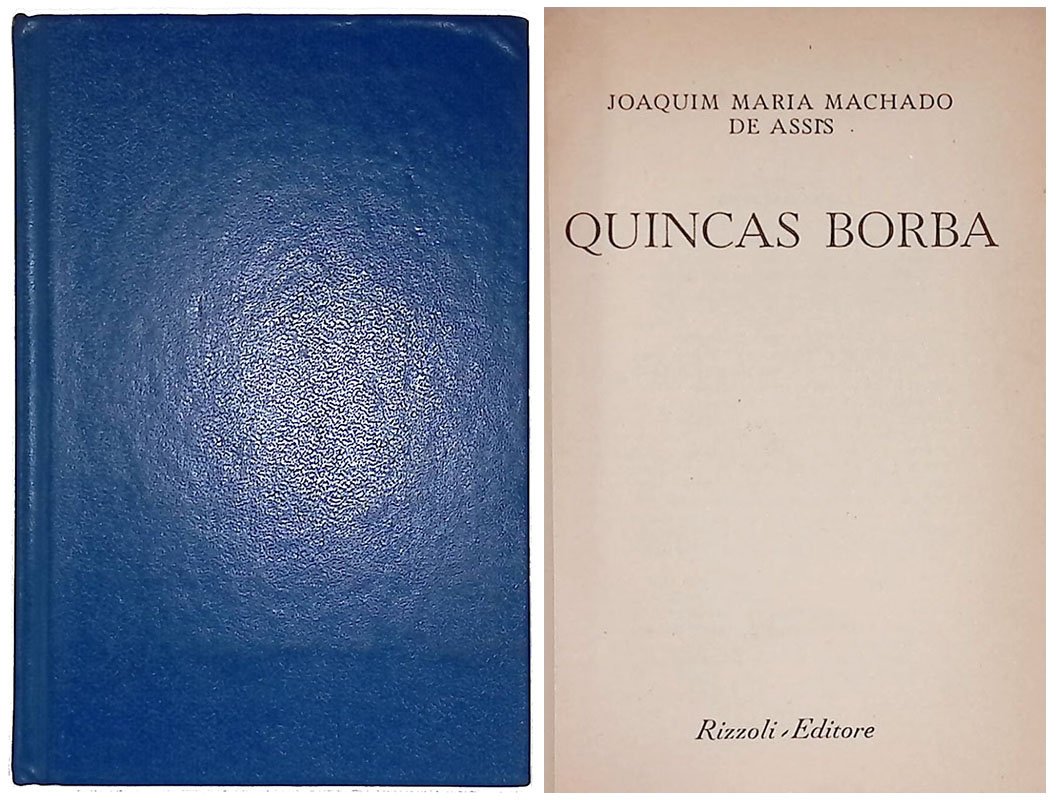 JOAQUIM MARIA MACHADO
DE ASSIS
QUINCAS BORBA
Rizzoli - Editore